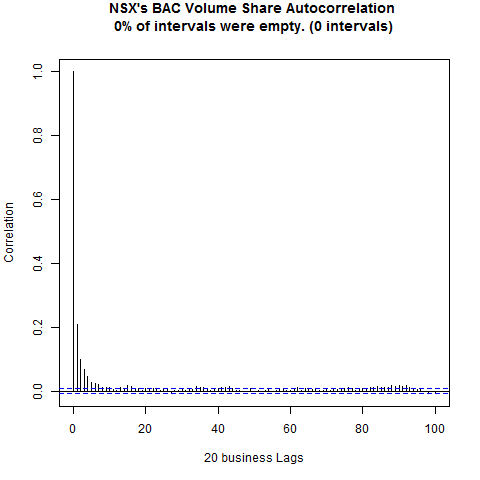 NSX's BAC Volume Share Autocorrelation
0% of intervals were empty. (0 intervals)
1.0
0.8
0.6
0.4
0.2
0.0
Correlation
0 20 40 60 80 100
20 business Lags